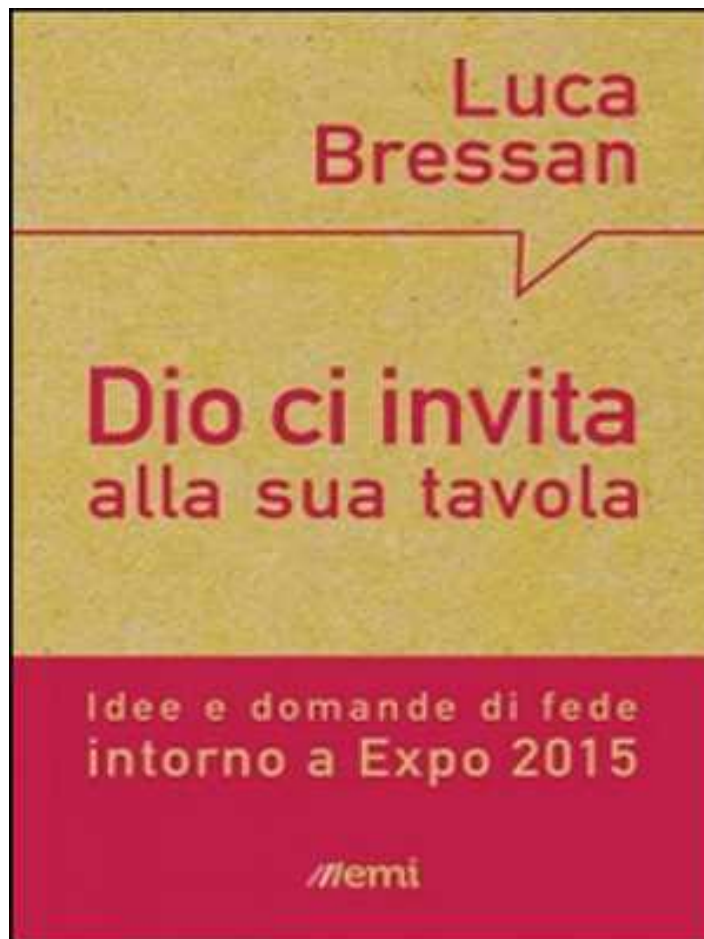 Luca
Bressan
Dio ci invita
alla sua tavola
Idee e domande di fede
intorno a Expo 2015
emi